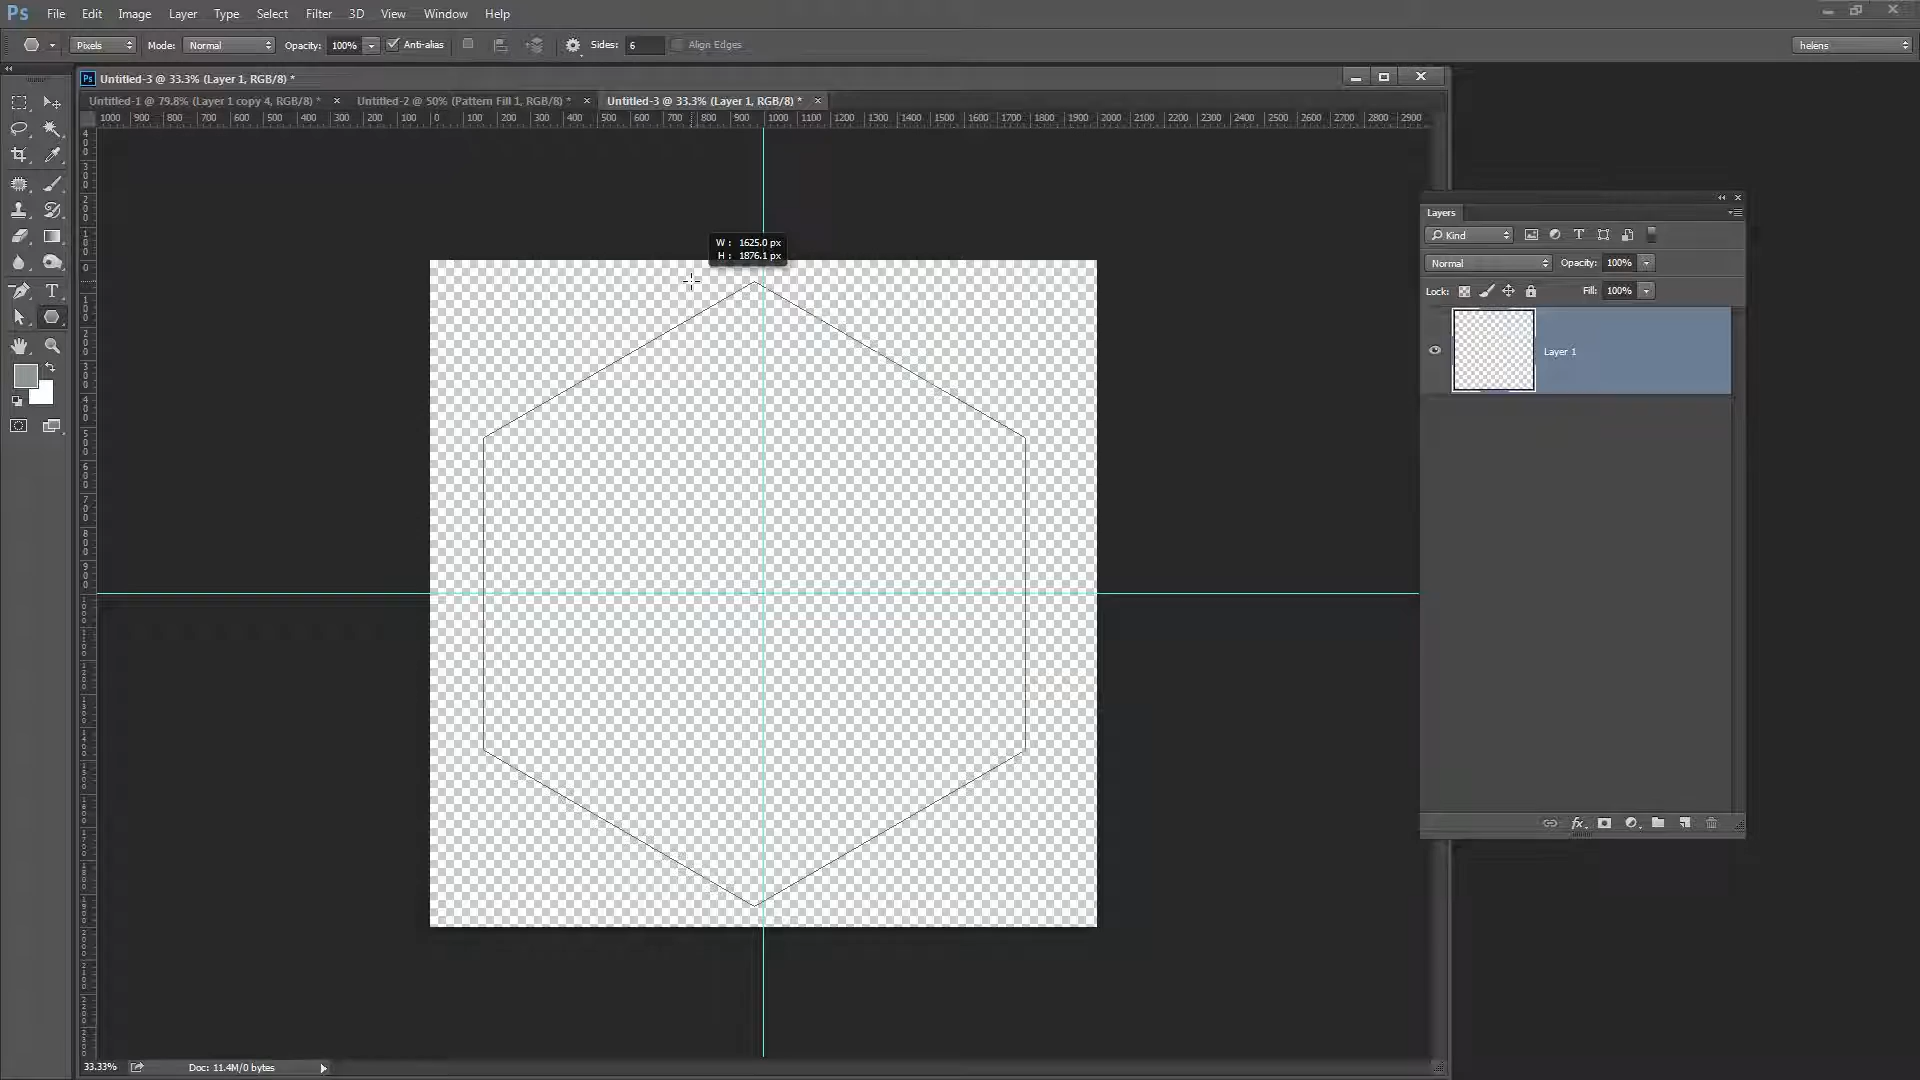 Ps File Edit Image Layer Type Select Filter 3D View Window Help
Pixels Mode: Normal Opacity: 100% Anti-alias Sides: 6 Align Edges helens
Ps Untitled-3 @ 33.3% (Layer 1, RGB/8) *
Untitled-1 @ 79.8% (Layer 1 copy 4, RGB/8) * × Untitled-2 @ 50% (Pattern Fill 1, RGB/8) * × Untitled-3 @ 33.3% (Layer 1, RGB/8) * ×
1000 900 800 700 600 500 400 300 200 100 0 100 200 300 400 500 600 700 800 900 1000 1100 1200 1300 1400 1500 1600 1700 1800 1900 2000 2100 2200 2300 2400 2500 2600 2700 2800 2900
W : 1625.0 px
H : 1876.1 px
Layers
Kind
Normal Opacity: 100%
Lock: Fill: 100%
Layer 1
fx
33.33% Doc: 11.4M/0 bytes